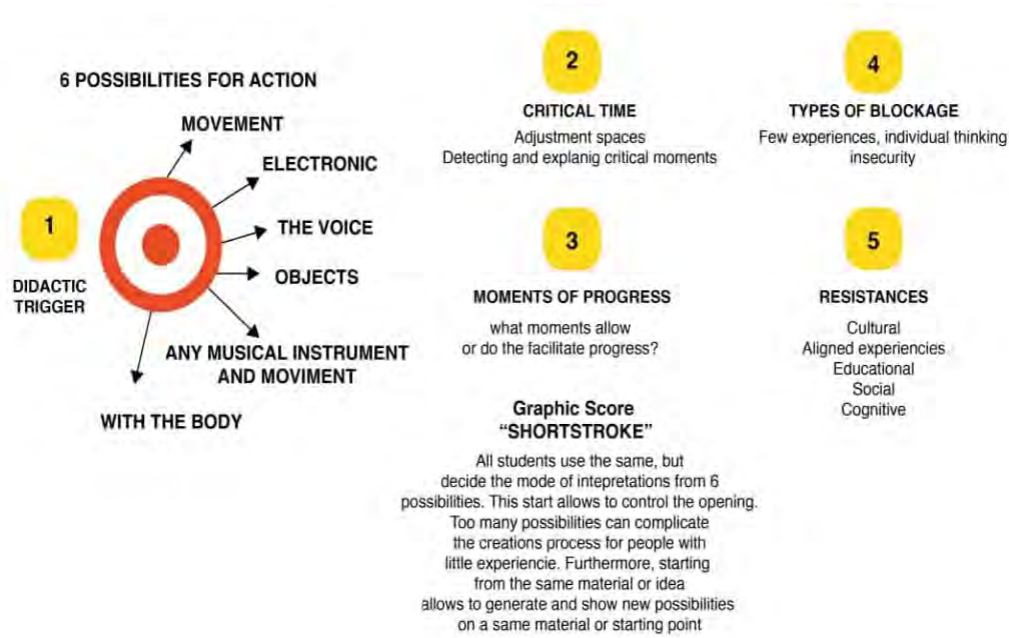 6 POSSIBILITIES FOR ACTION
MOVEMENT
ELECTRONIC
1
THE VOICE
DIDACTIC
TRIGGER
OBJECTS
ANY MUSICAL INSTRUMENT
AND MOVIMENT
WITH THE BODY
2
CRITICAL TIME
Adjustment spaces
Detecting and explanig critical moments
3
MOMENTS OF PROGRESS
what moments allow
or do the facilitate progress?
Graphic Score
“SHORTSTROKE”
All students use the same, but
decide the mode of intepretations from 6
possibilities. This start allows to control the opening.
Too many possibilities can complicate
the creations process for people with
little experiencie. Furthermore, starting
from the same material or idea
allows to generate and show new possibilities
on a same material or starting point
4
TYPES OF BLOCKAGE
Few experiences, individual thinking
insecurity
5
RESISTANCES
Cultural
Aligned experiencies
Educational
Social
Cognitive